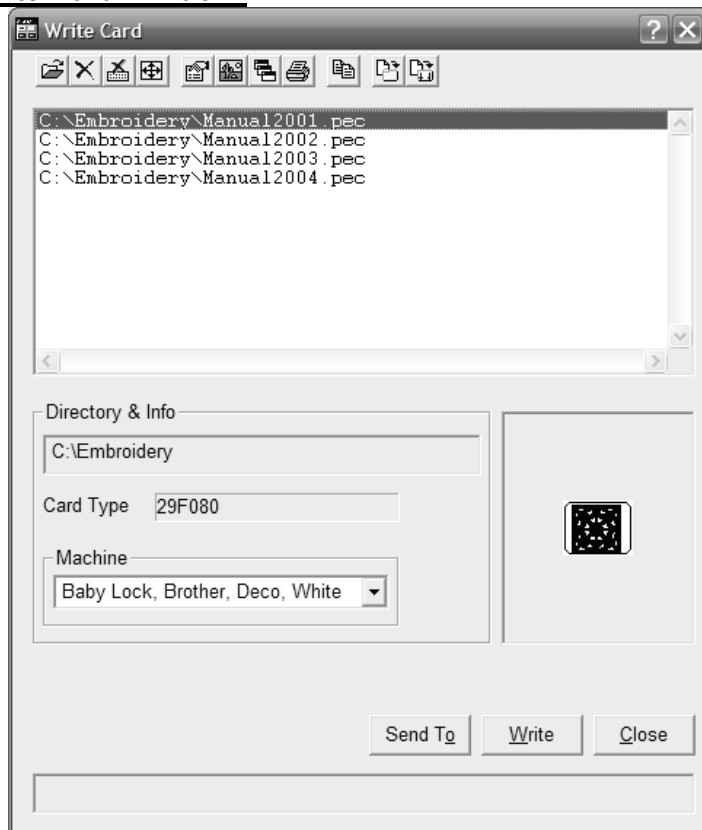 Write Card
C:\Embroidery\Manual2001.pec
C:\Embroidery\Manual2002.pec
C:\Embroidery\Manual2003.pec
C:\Embroidery\Manual2004.pec
Directory & Info
C:\Embroidery
Card Type 29F080
Machine
Baby Lock, Brother, Deco, White
Send To Write Close